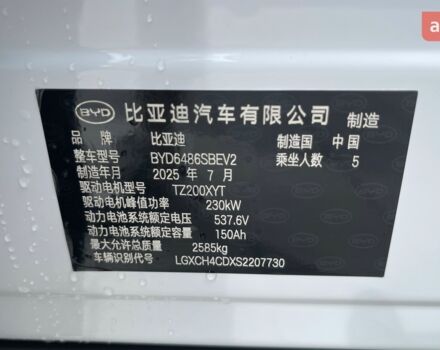 BYD 比亚迪汽车有限公司 制造
品牌 比亚迪 制造国 中国
整车型号 BYD6486SBEV2 乘坐人数 5
制造年月 2025 年 7 月
驱动电机型号 TZ200XYT
驱动电机峰值功率 230kW
动力电池系统额定电压 537.6V
动力电池系统额定容量 150Ah
最大允许总质量 2585kg
车辆识别代号 LGXCH4CDXS2207730